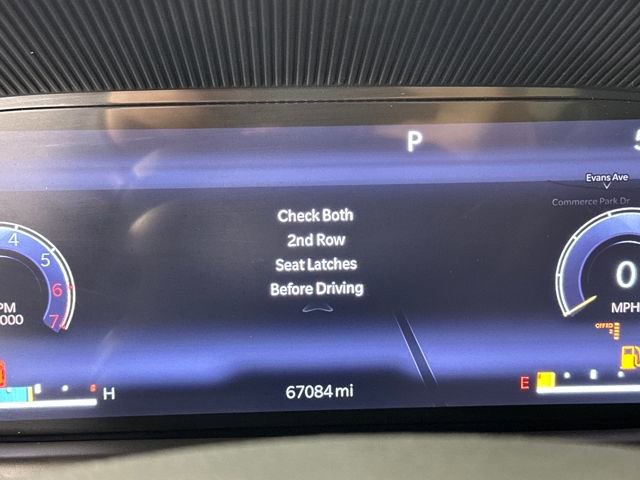 P
5
Evans Ave
Commerce Park Dr
Check Both
2nd Row
Seat Latches
Before Driving
4
5
6
7
PM
000
0
MPH
H
67084 mi
E